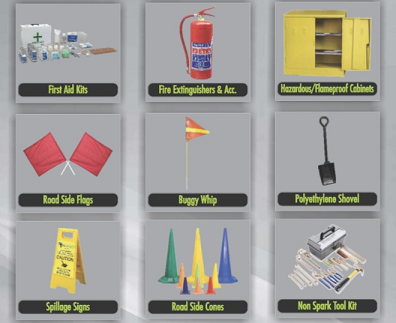 First Aid Kits
Fire Extinguishers & Acc.
Hazardous/Flameproof Cabinets
Road Side Flags
Buggy Whip
Polyethylene Shovel
Spillage Signs
Road Side Cones
Non Spark Tool Kit
CAUTION